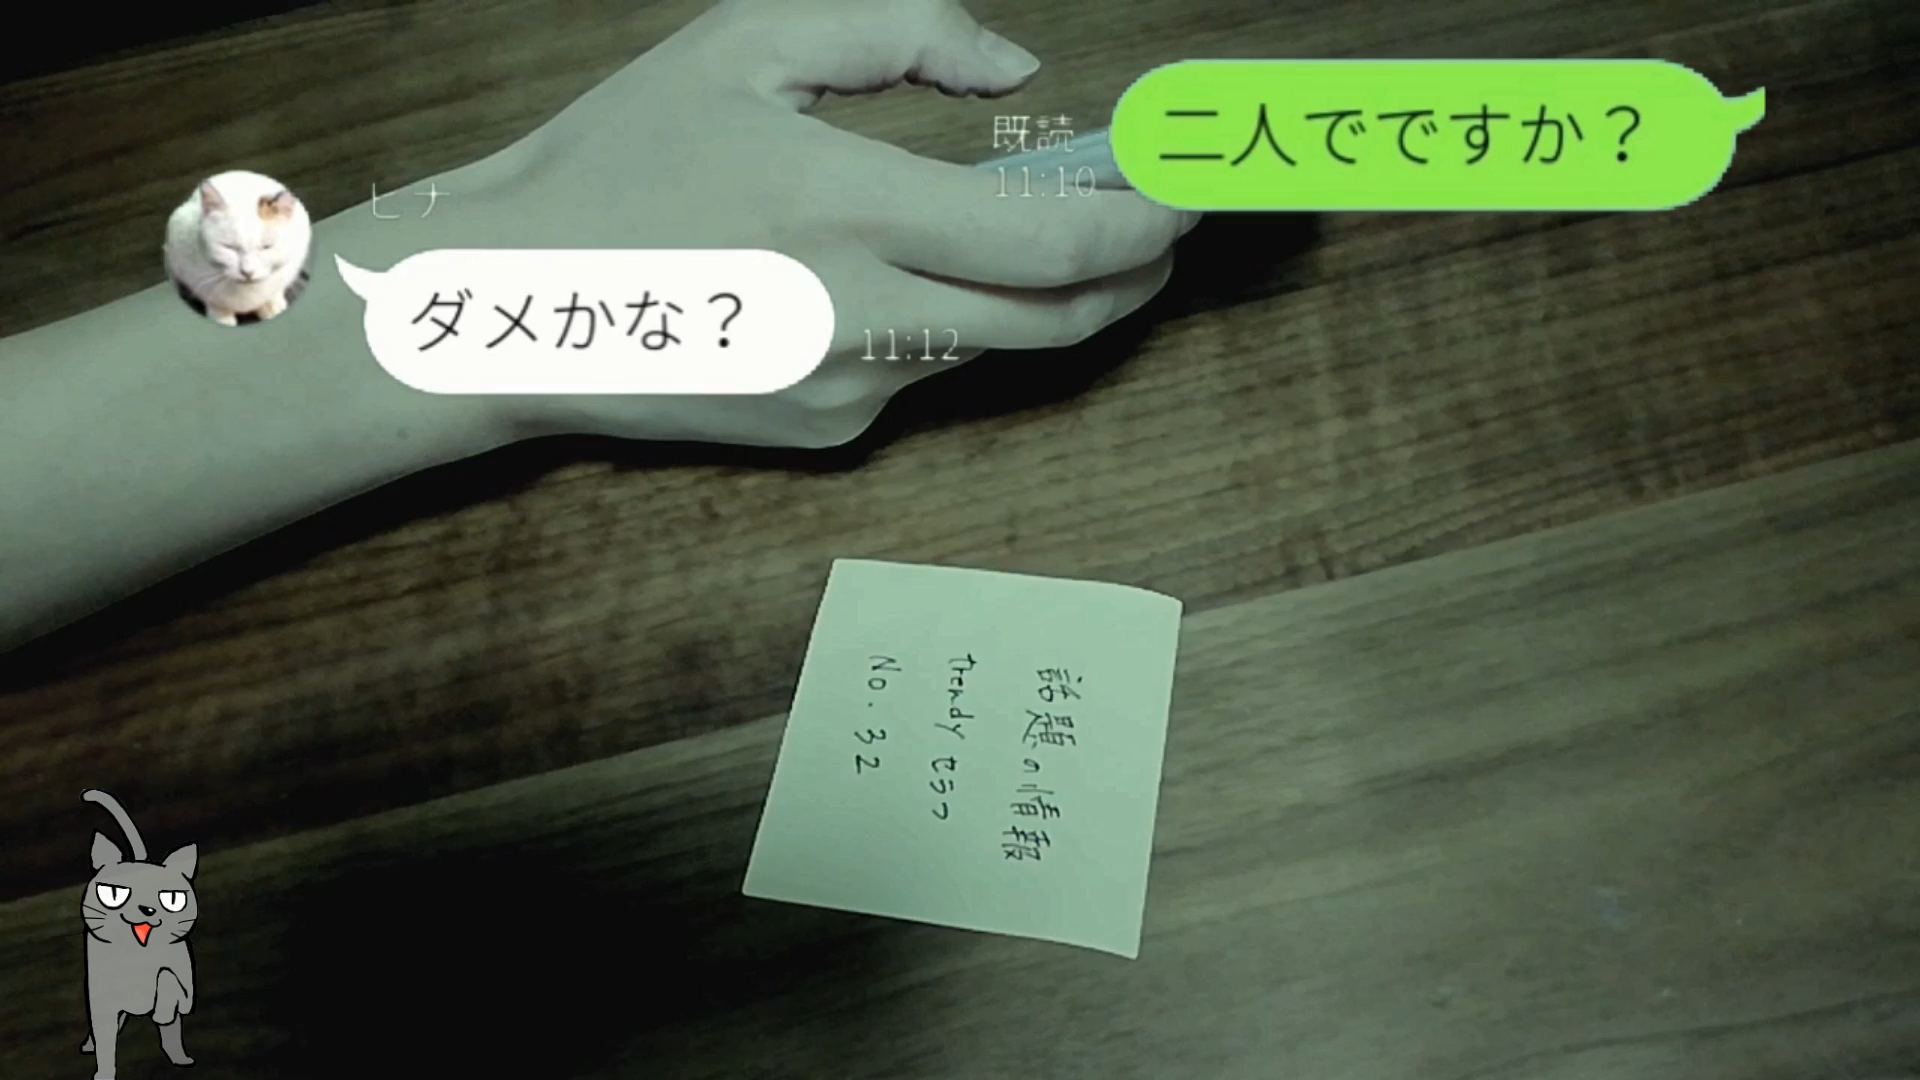 二人でですか？
既読
11:10
ヒナ
ダメかな？
11:12
話題の情報
trendy セラフ
No. 32